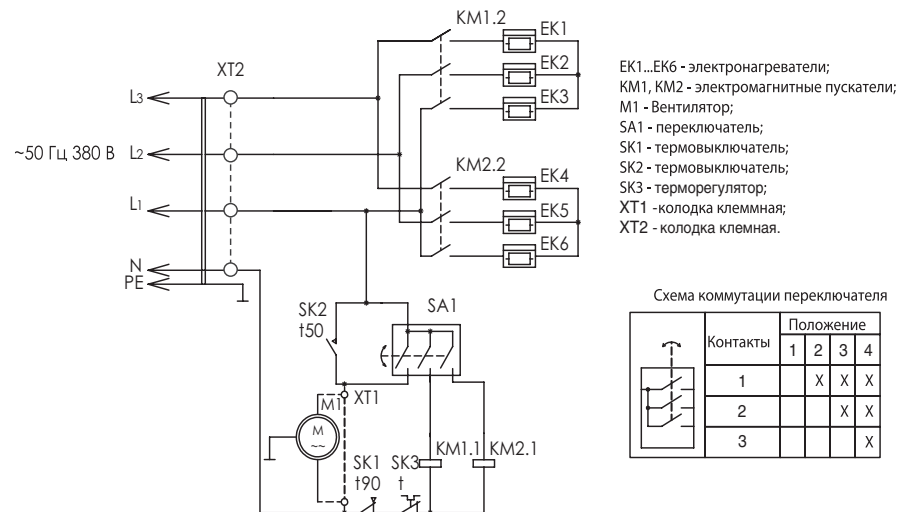 KM1.2
EK1
EK2
EK3
XT2
L3
~50 Гц 380 В L2
L1
N
PE
KM2.2
EK4
EK5
EK6
SK2
t50
SA1
M1
XT1
M
~~
SK1
t90
SK3
t
KM1.1
KM2.1
EK1...EK6 - электронагреватели;
KM1, KM2 - электромагнитные пускатели;
M1 - Вентилятор;
SA1 - переключатель;
SK1 - термовыключатель;
SK2 - термовыключатель;
SK3 - терморегулятор;
XT1 -колодка клеммная;
XT2 - колодка клемная.
Схема коммутации переключателя
Контакты Положение
1 2 3 4
1 X X X
2 X X
3 X